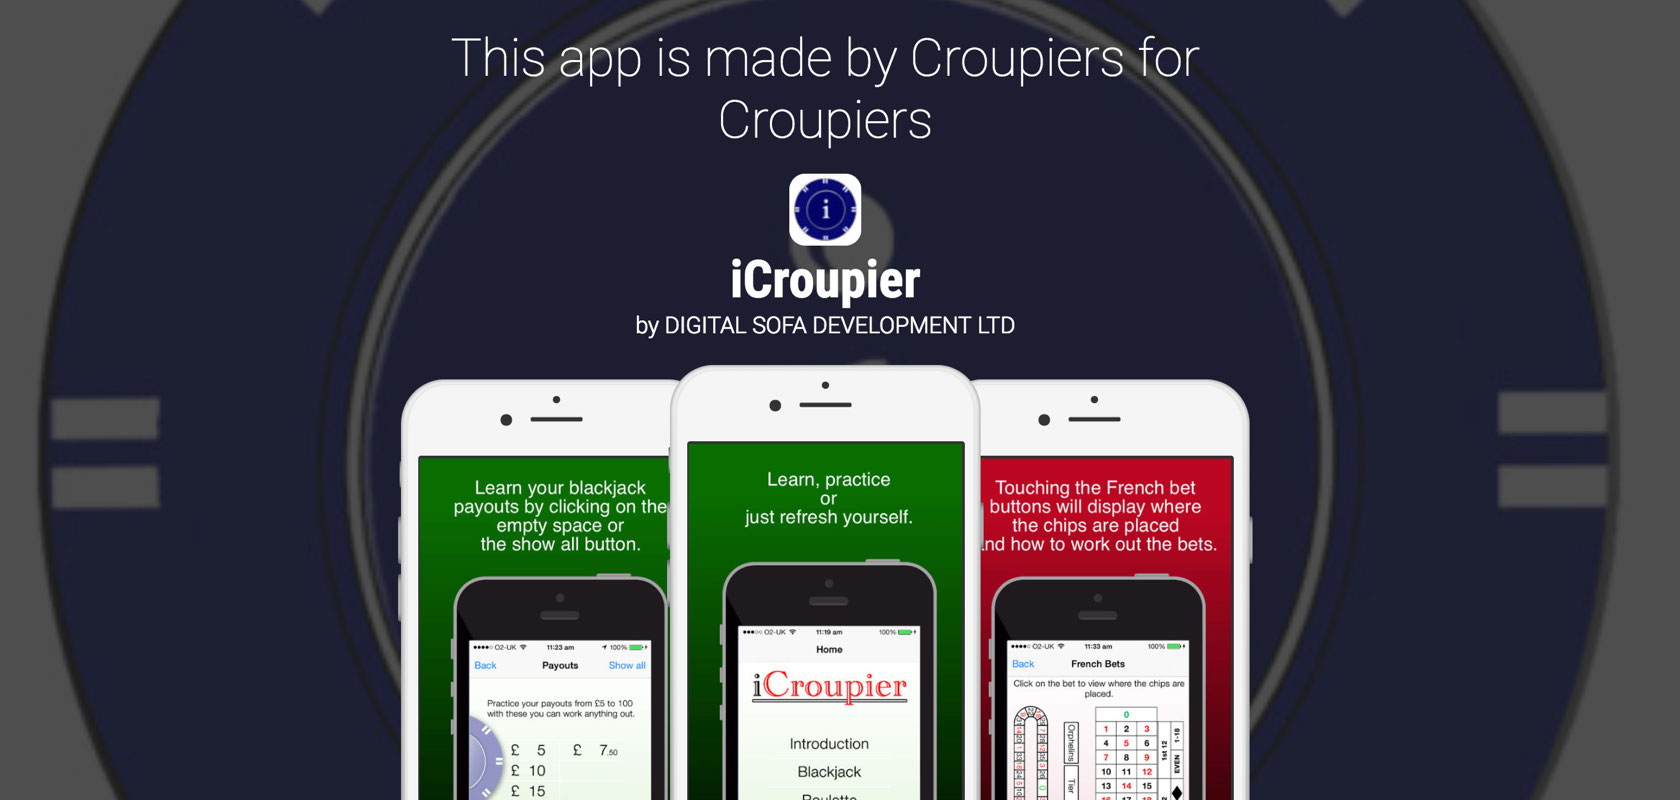 This app is made by Croupiers for
Croupiers
i
iCroupier
by DIGITAL SOFA DEVELOPMENT LTD
Learn your blackjack
payouts by clicking on the
empty space or
the show all button.
O2-UK 11:23 am 100%
Back Payouts Show all
Practice your payouts from £5 to 100
with these you can work anything out.
£ 5 £ 7.50
£ 10
£ 15
Learn, practice
or
just refresh yourself.
O2-UK 11:19 am 100%
Home
iCroupier
Introduction
Blackjack
Roulette
Touching the French bet
buttons will display where
the chips are placed
and how to work out the bets.
O2-UK 11:33 am 100%
Back French Bets
Click on the bet to view where the chips are
placed.
Orphelins
Tier
0
1 2 3
4 5 6
7 8 9
10 11 12
13 14 15
16 17 18
1st 12
1-18
EVEN